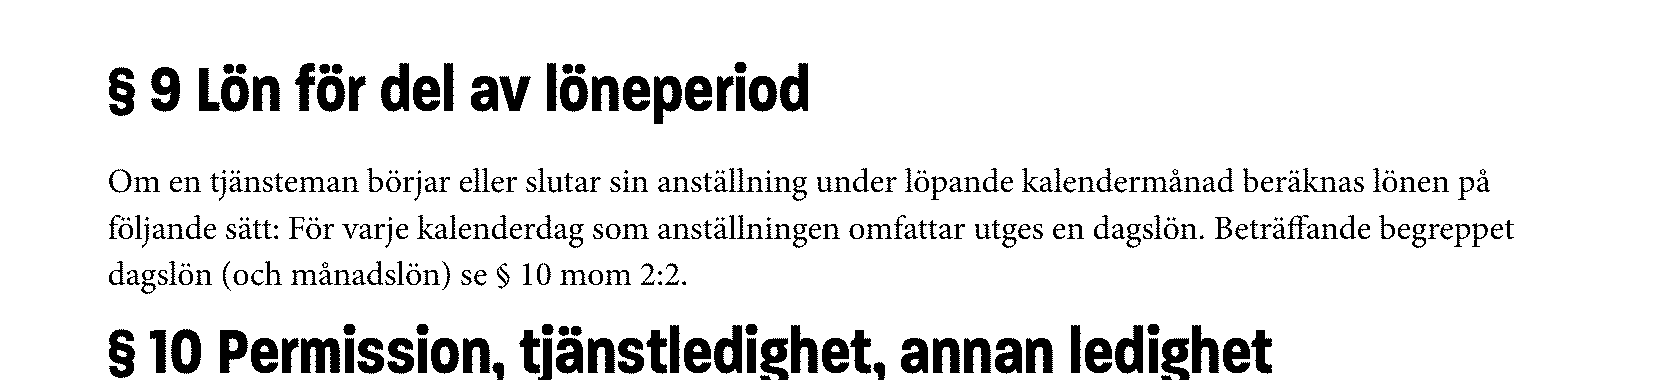 § 9 Lön för del av löneperiod
Om en tjänsteman börjar eller slutar sin anställning under löpande kalendermånad beräknas lönen på
följande sätt: För varje kalenderdag som anställningen omfattar utges en dagslön. Beträffande begreppet
dagslön (och månadslön) se § 10 mom 2:2.
§ 10 Permission, tjänstledighet, annan ledighet